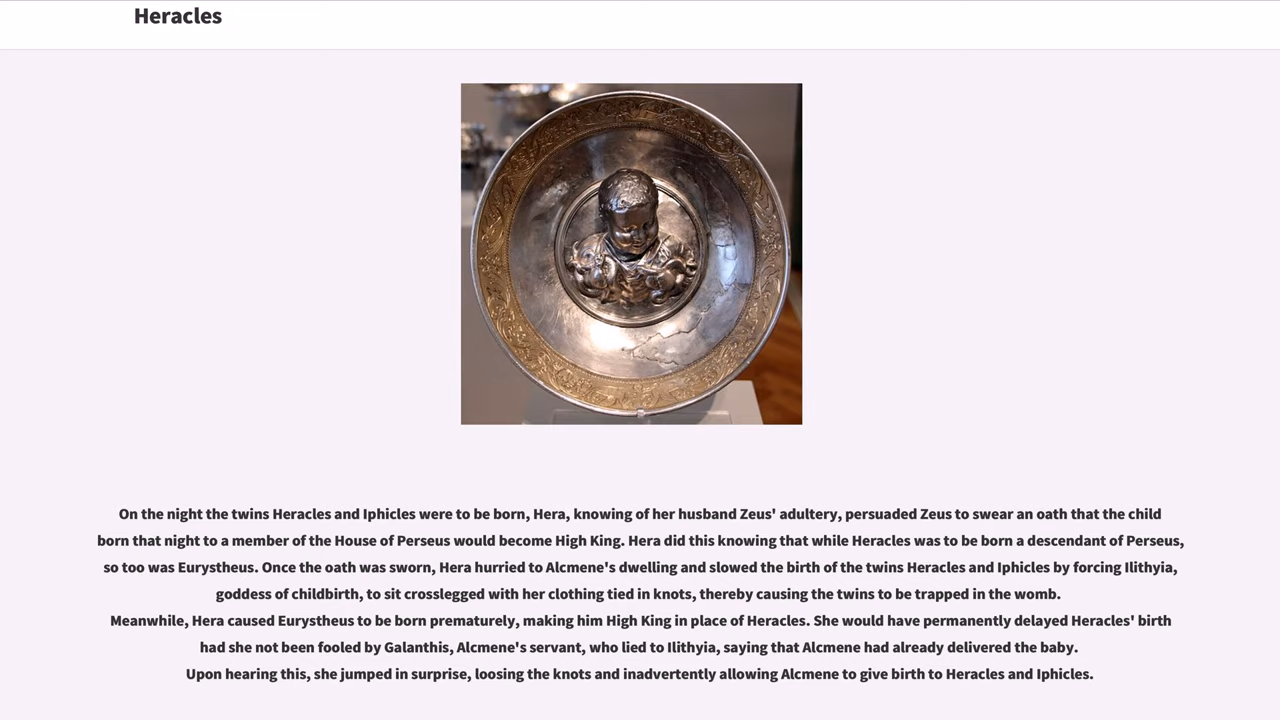 Heracles
On the night the twins Heracles and Iphicles were to be born, Hera, knowing of her husband Zeus' adultery, persuaded Zeus to swear an oath that the child
born that night to a member of the House of Perseus would become High King. Hera did this knowing that while Heracles was to be born a descendant of Perseus,
so too was Eurystheus. Once the oath was sworn, Hera hurried to Alcmene's dwelling and slowed the birth of the twins Heracles and Iphicles by forcing Ilithyia,
goddess of childbirth, to sit crosslegged with her clothing tied in knots, thereby causing the twins to be trapped in the womb.
Meanwhile, Hera caused Eurystheus to be born prematurely, making him High King in place of Heracles. She would have permanently delayed Heracles' birth
had she not been fooled by Galanthis, Alcmene's servant, who lied to Ilithyia, saying that Alcmene had already delivered the baby.
Upon hearing this, she jumped in surprise, loosing the knots and inadvertently allowing Alcmene to give birth to Heracles and Iphicles.